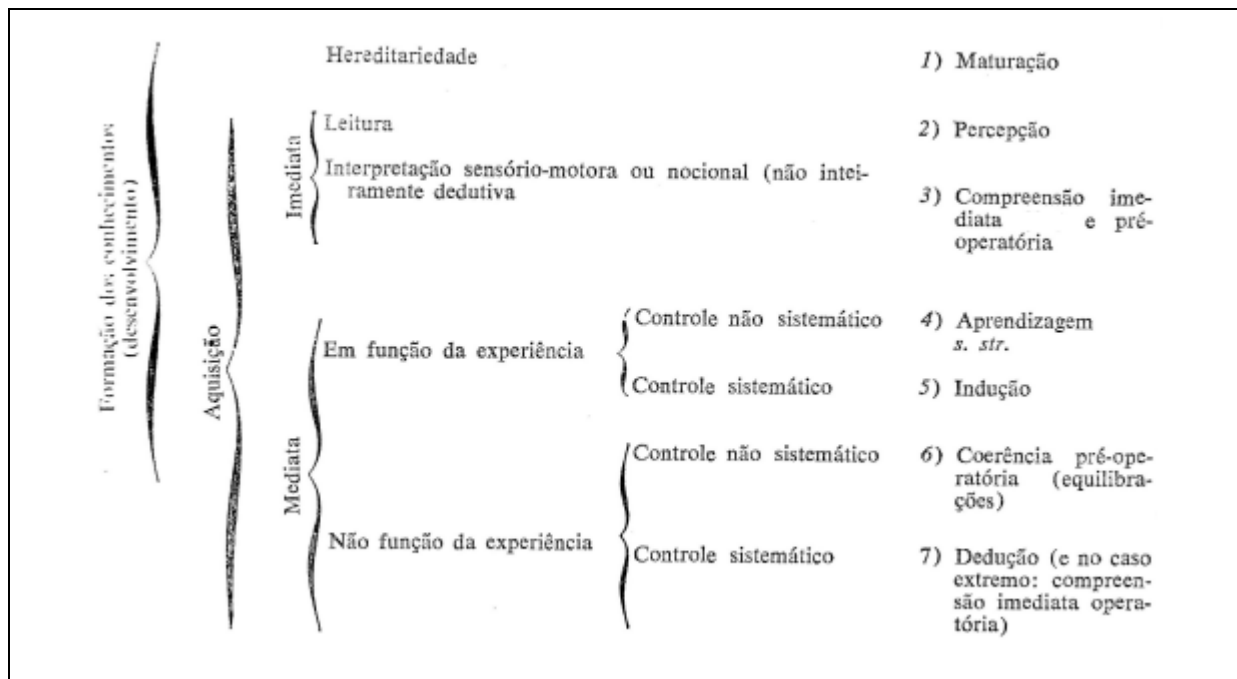 Formação dos conhecimentos
(desenvolvimento)
Aquisição
Hereditariedade
1) Maturação
Imediata
Leitura
2) Percepção
Interpretação sensório-motora ou nocional (não intei-
ramente dedutiva
3) Compreensão ime-
diata e pré-
operatória
Mediata
Em função da experiência
Controle não sistemático
4) Aprendizagem
s. str.
Controle sistemático
5) Indução
Não função da experiência
Controle não sistemático
6) Coerência pré-ope-
ratória (equilibra-
ções)
Controle sistemático
7) Dedução (e no caso
extremo: compreen-
são imediata opera-
tória)